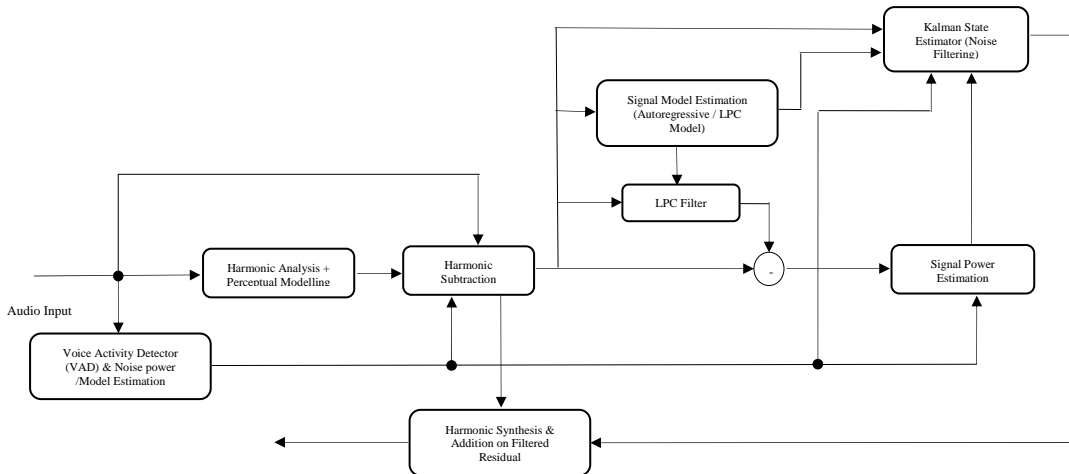 Kalman State
Estimator (Noise
Filtering)
Signal Model Estimation
(Autoregressive / LPC
Model)
LPC Filter
Harmonic Analysis +
Perceptual Modelling
Harmonic
Subtraction
-
Signal Power
Estimation
Audio Input
Voice Activity Detector
(VAD) & Noise power
/Model Estimation
Harmonic Synthesis &
Addition on Filtered
Residual